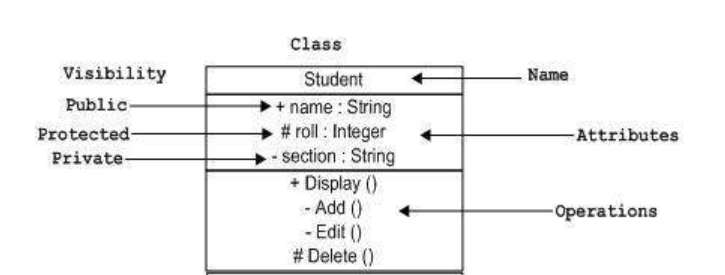 Class
Visibility
Student
Name
Public
+ name : String
Protected
# roll : Integer
Attributes
Private
- section : String
+ Display ()
- Add ()
Operations
- Edit ()
# Delete ()